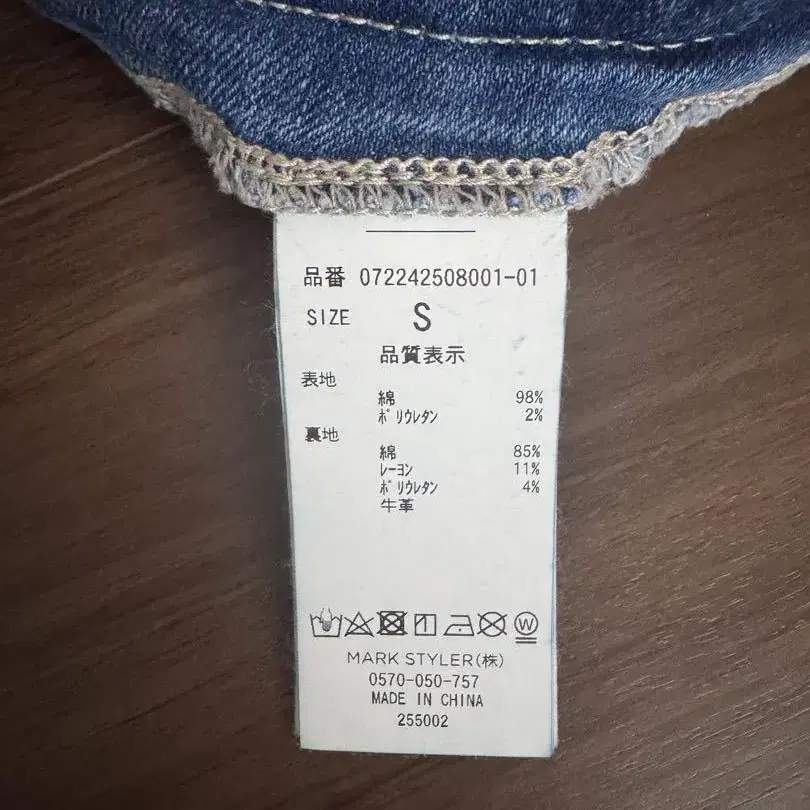 品番 072242508001-01
SIZE S
品質表示
表地
綿 98%
ﾎﾟﾘｳﾚﾀﾝ 2%
裏地
綿 85%
ﾚｰﾖﾝ 11%
ﾎﾟﾘｳﾚﾀﾝ 4%
牛革
W
MARK STYLER(株)
0570-050-757
MADE IN CHINA
255002